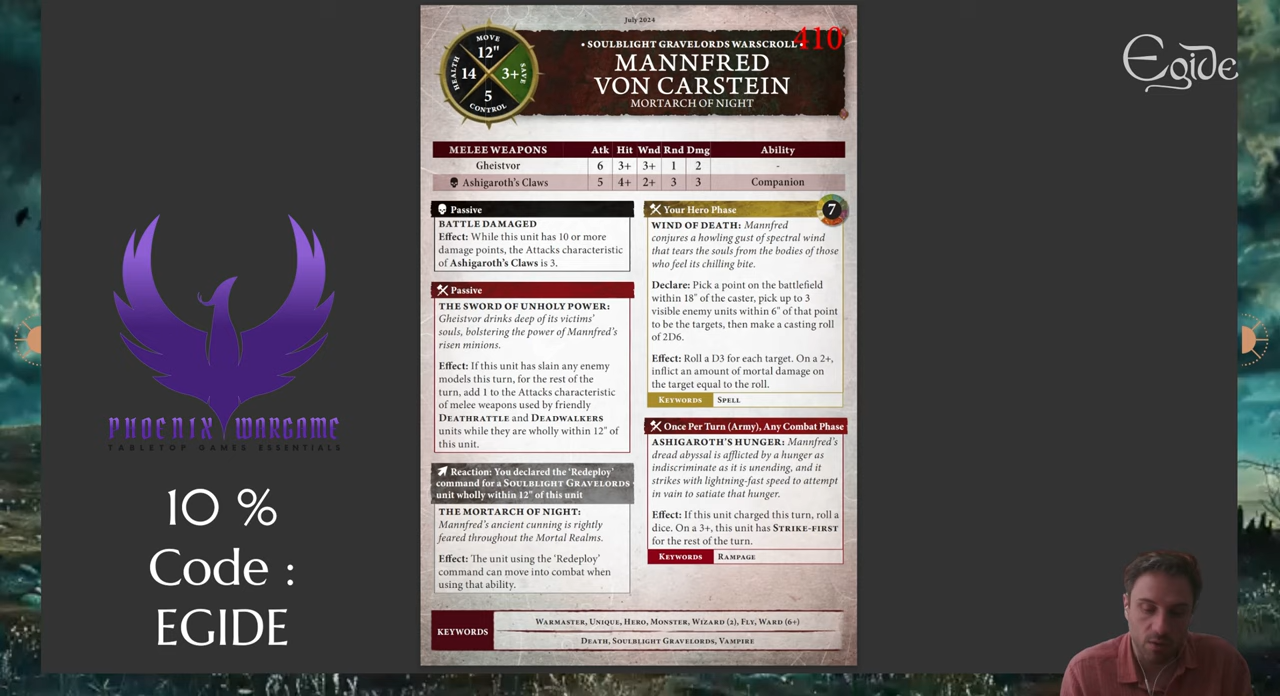 July 2024
410
• SOULBLIGHT GRAVELORDS WARSCROLL •
MANNFRED
VON CARSTEIN
MORTARCH OF NIGHT
MOVE
12"
HEALTH
14
3+
SAVE
5
CONTROL
MELEE WEAPONS Atk Hit Wnd Rnd Dmg Ability
Gheistvor 6 3+ 3+ 1 2 -
Ashigaroth's Claws 5 4+ 2+ 3 3 Companion
Passive
BATTLE DAMAGED
Effect: While this unit has 10 or more
damage points, the Attacks characteristic
of Ashigaroth's Claws is 3.
Passive
THE SWORD OF UNHOLY POWER:
Gheistvor drinks deep of its victims'
souls, bolstering the power of Mannfred's
risen minions.
Effect: If this unit has slain any enemy
models this turn, for the rest of the
turn, add 1 to the Attacks characteristic
of melee weapons used by friendly
DEATHRATTLE and DEADWALKERS
units while they are wholly within 12" of
this unit.
Reaction: You declared the 'Redeploy'
command for a SOULBLIGHT GRAVELORDS
unit wholly within 12" of this unit
THE MORTARCH OF NIGHT:
Mannfred's ancient cunning is rightly
feared throughout the Mortal Realms.
Effect: The unit using the 'Redeploy'
command can move into combat when
using that ability.
Your Hero Phase
7
WIND OF DEATH: Mannfred
conjures a howling gust of spectral wind
that tears the souls from the bodies of those
who feel its chilling bite.
Declare: Pick a point on the battlefield
within 18" of the caster, pick up to 3
visible enemy units within 6" of that point
to be the targets, then make a casting roll
of 2D6.
Effect: Roll a D3 for each target. On a 2+,
inflict an amount of mortal damage on
the target equal to the roll.
KEYWORDS SPELL
Once Per Turn (Army), Any Combat Phase
ASHIGAROTH'S HUNGER: Mannfred's
dread abyssal is afflicted by a hunger as
indiscriminate as it is unending, and it
strikes with lightning-fast speed to attempt
in vain to satiate that hunger.
Effect: If this unit charged this turn, roll a
dice. On a 3+, this unit has STRIKE-FIRST
for the rest of the turn.
KEYWORDS RAMPAGE
KEYWORDS
WARMASTER, UNIQUE, HERO, MONSTER, WIZARD (2), FLY, WARD (6+)
DEATH, SOULBLIGHT GRAVELORDS, VAMPIRE
PHOENIX WARGAME
TABLETOP GAMES ESSENTIALS
10 %
Code :
EGIDE
Egide